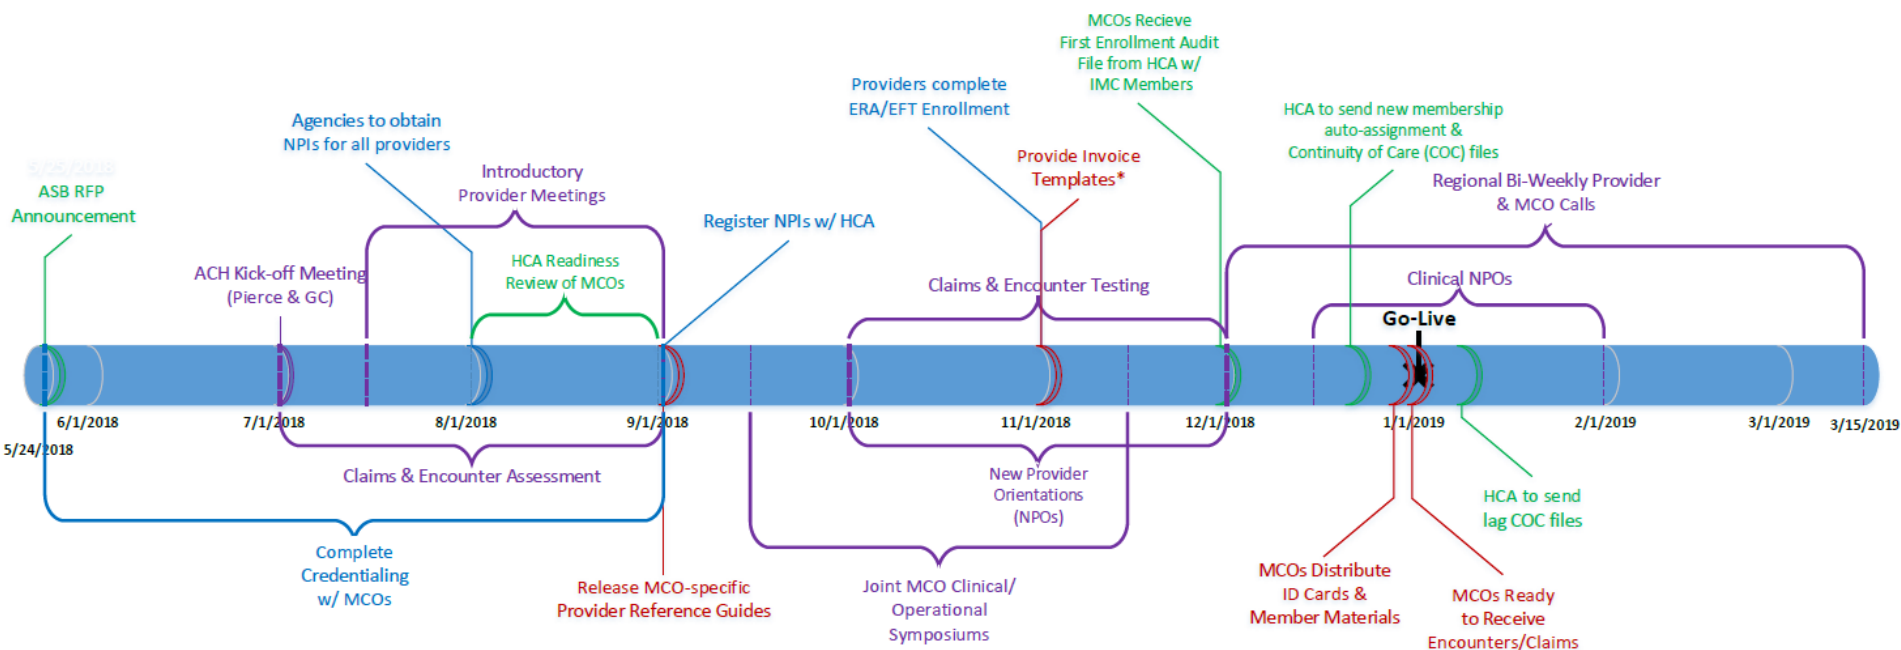 MCOs Recieve
First Enrollment Audit
File from HCA w/
IMC Members
Providers complete
ERA/EFT Enrollment
HCA to send new membership
auto-assignment &
Continuity of Care (COC) files
Agencies to obtain
NPIs for all providers
Provide Invoice
Templates*
5/25/2018
ASB RFP
Announcement
Introductory
Provider Meetings
Regional Bi-Weekly Provider
& MCO Calls
Register NPIs w/ HCA
ACH Kick-off Meeting
(Pierce & GC)
HCA Readiness
Review of MCOs
Claims & Encounter Testing
Clinical NPOs
Go-Live
5/24/2018
6/1/2018
7/1/2018
8/1/2018
9/1/2018
10/1/2018
11/1/2018
12/1/2018
1/1/2019
2/1/2019
3/1/2019
3/15/2019
Claims & Encounter Assessment
New Provider
Orientations
(NPOs)
HCA to send
lag COC files
Complete
Credentialing
w/ MCOs
Release MCO-specific
Provider Reference Guides
Joint MCO Clinical/
Operational
Symposiums
MCOs Distribute
ID Cards &
Member Materials
MCOs Ready
to Receive
Encounters/Claims